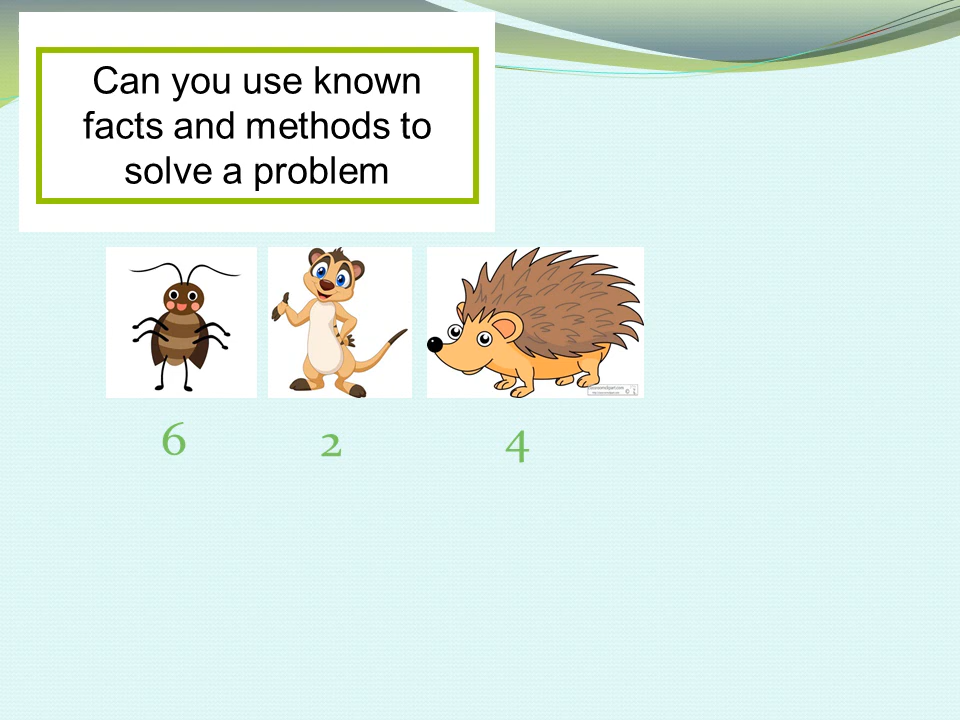 Can you use known
facts and methods to
solve a problem
6 2 4